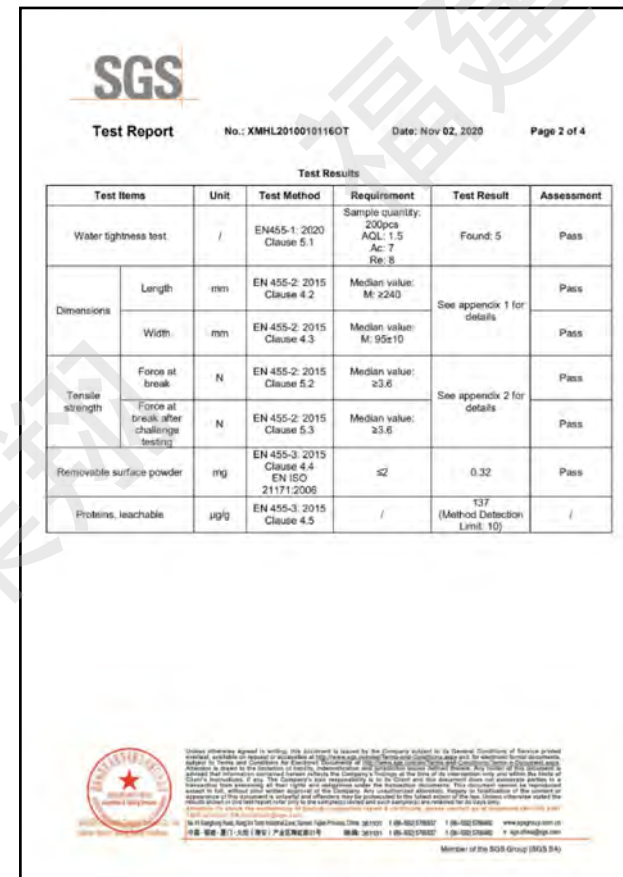 SGS
Test Report No.: XMHL2010010116OT Date: Nov 02, 2020 Page 2 of 4
Test Results
Test Items Unit Test Method Requirement Test Result Assessment
Water tightness test / EN455-1: 2020 Clause 5.1 Sample quantity: 200pcs AQL: 1.5 Ac: 7 Re: 8 Found: 5 Pass
Dimensions Length mm EN 455-2: 2015 Clause 4.2 Median value: M: ≥240 See appendix 1 for details Pass
Width mm EN 455-2: 2015 Clause 4.3 Median value: M: 95±10 Pass
Tensile strength Force at break N EN 455-2: 2015 Clause 5.2 Median value: ≥3.6 See appendix 2 for details Pass
Force at break after challenge testing N EN 455-2: 2015 Clause 5.3 Median value: ≥3.6 Pass
Removable surface powder mg EN 455-3: 2015 Clause 4.4 EN ISO 21171:2006 ≤2 0.32 Pass
Proteins, leachable µg/g EN 455-3: 2015 Clause 4.5 / 137 (Method Detection Limit: 10) /
Member of the SGS Group (SGS SA)
福建